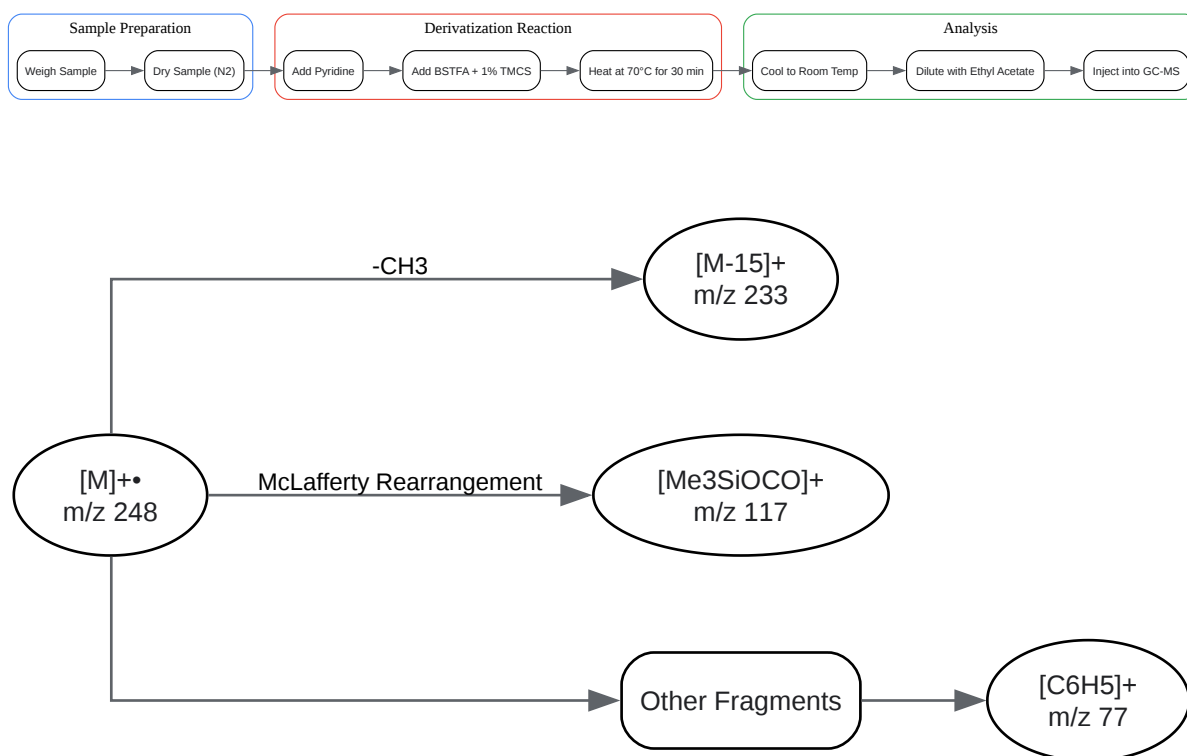 Sample Preparation
Derivatization Reaction
Analysis
Weigh Sample
Dry Sample (N2)
Add Pyridine
Add BSTFA + 1% TMCS
Heat at 70°C for 30 min
Cool to Room Temp
Dilute with Ethyl Acetate
Inject into GC-MS
-CH3
[M-15]+
m/z 233
[M]+•
m/z 248
McLafferty Rearrangement
[Me3SiOCO]+
m/z 117
Other Fragments
[C6H5]+
m/z 77